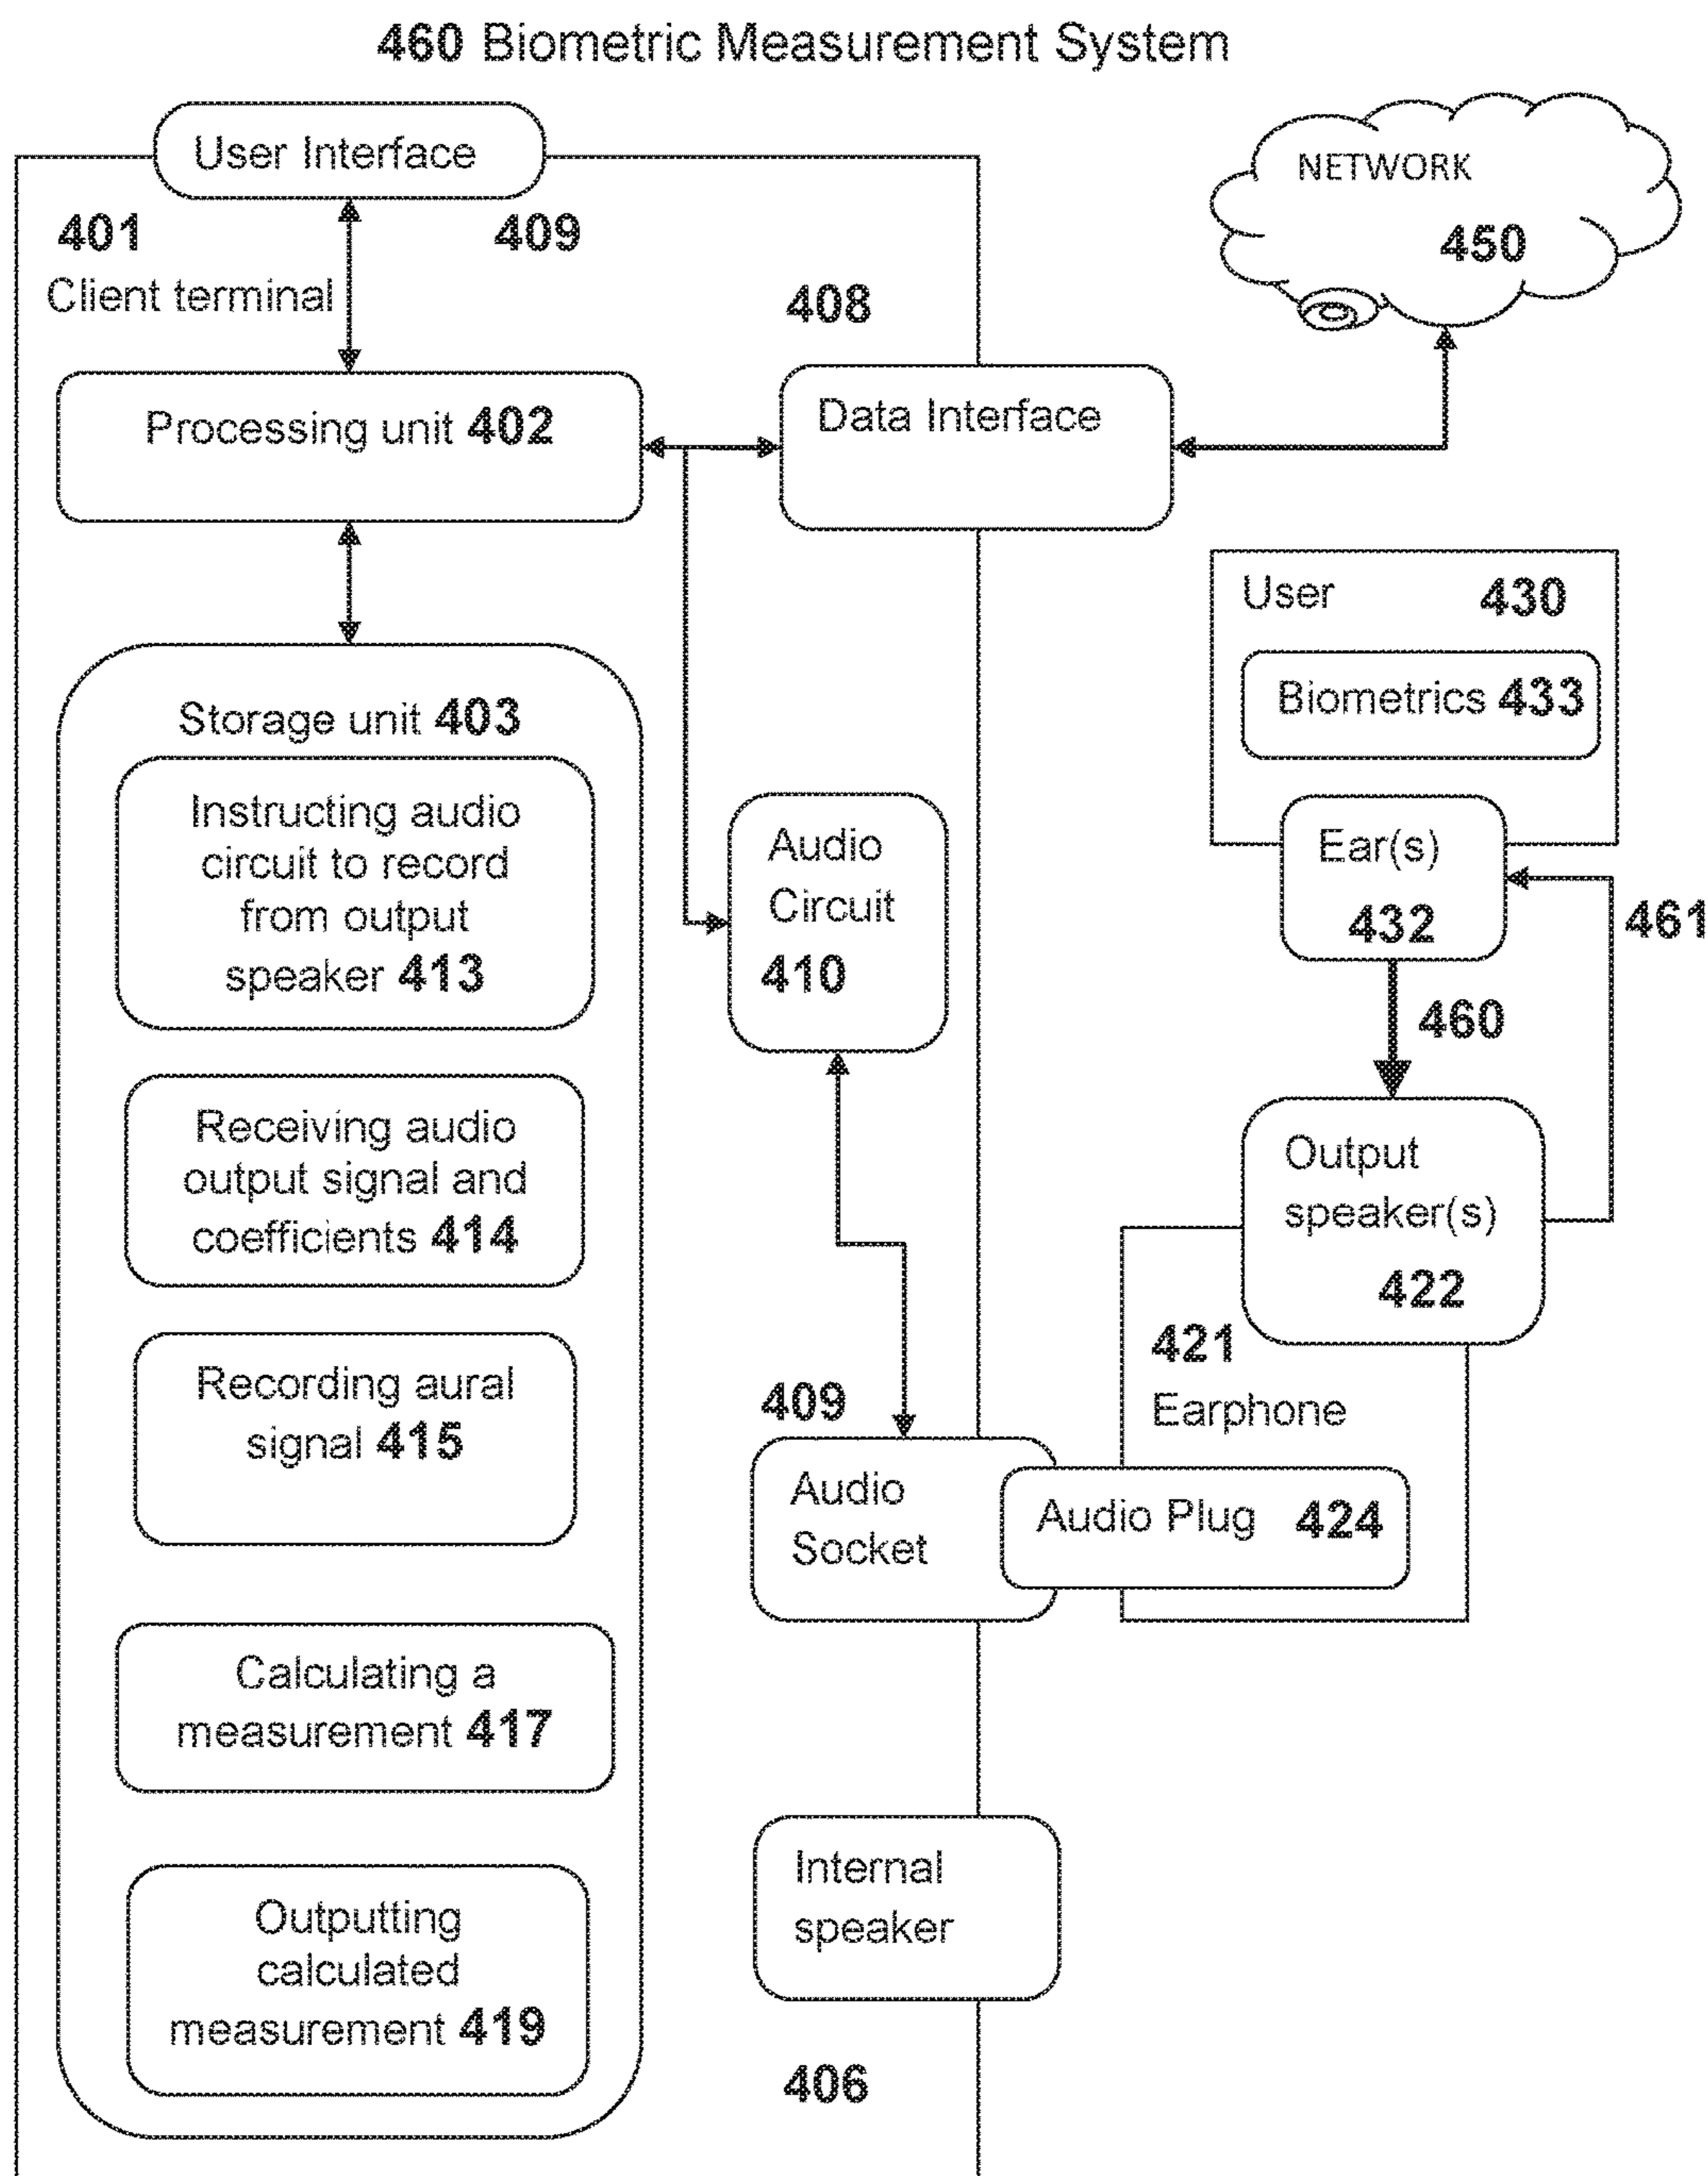 460 Biometric Measurement System
User Interface
NETWORK
450
401
409
Client terminal
408
Processing unit 402
Data Interface
User 430
Biometrics 433
Storage unit 403
Instructing audio
circuit to record
from output
speaker 413
Audio
Circuit
410
Ear(s)
432
461
460
Receiving audio
output signal and
coefficients 414
Output
speaker(s)
422
Recording aural
signal 415
421
Earphone
409
Audio
Socket
Audio Plug 424
Calculating a
measurement 417
Internal
speaker
Outputting
calculated
measurement 419
406